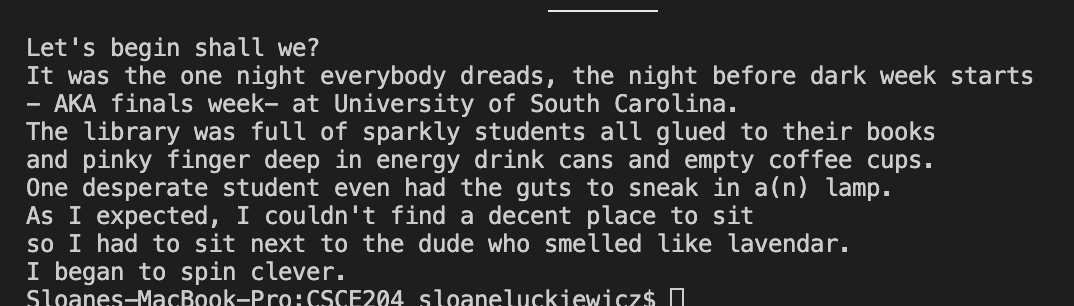 Let's begin shall we?
It was the one night everybody dreads, the night before dark week starts
– AKA finals week– at University of South Carolina.
The library was full of sparkly students all glued to their books
and pinky finger deep in energy drink cans and empty coffee cups.
One desperate student even had the guts to sneak in a(n) lamp.
As I expected, I couldn't find a decent place to sit
so I had to sit next to the dude who smelled like lavendar.
I began to spin clever.
Sloanes-MacBook-Pro:CSCE204 sloaneluckiewicz$